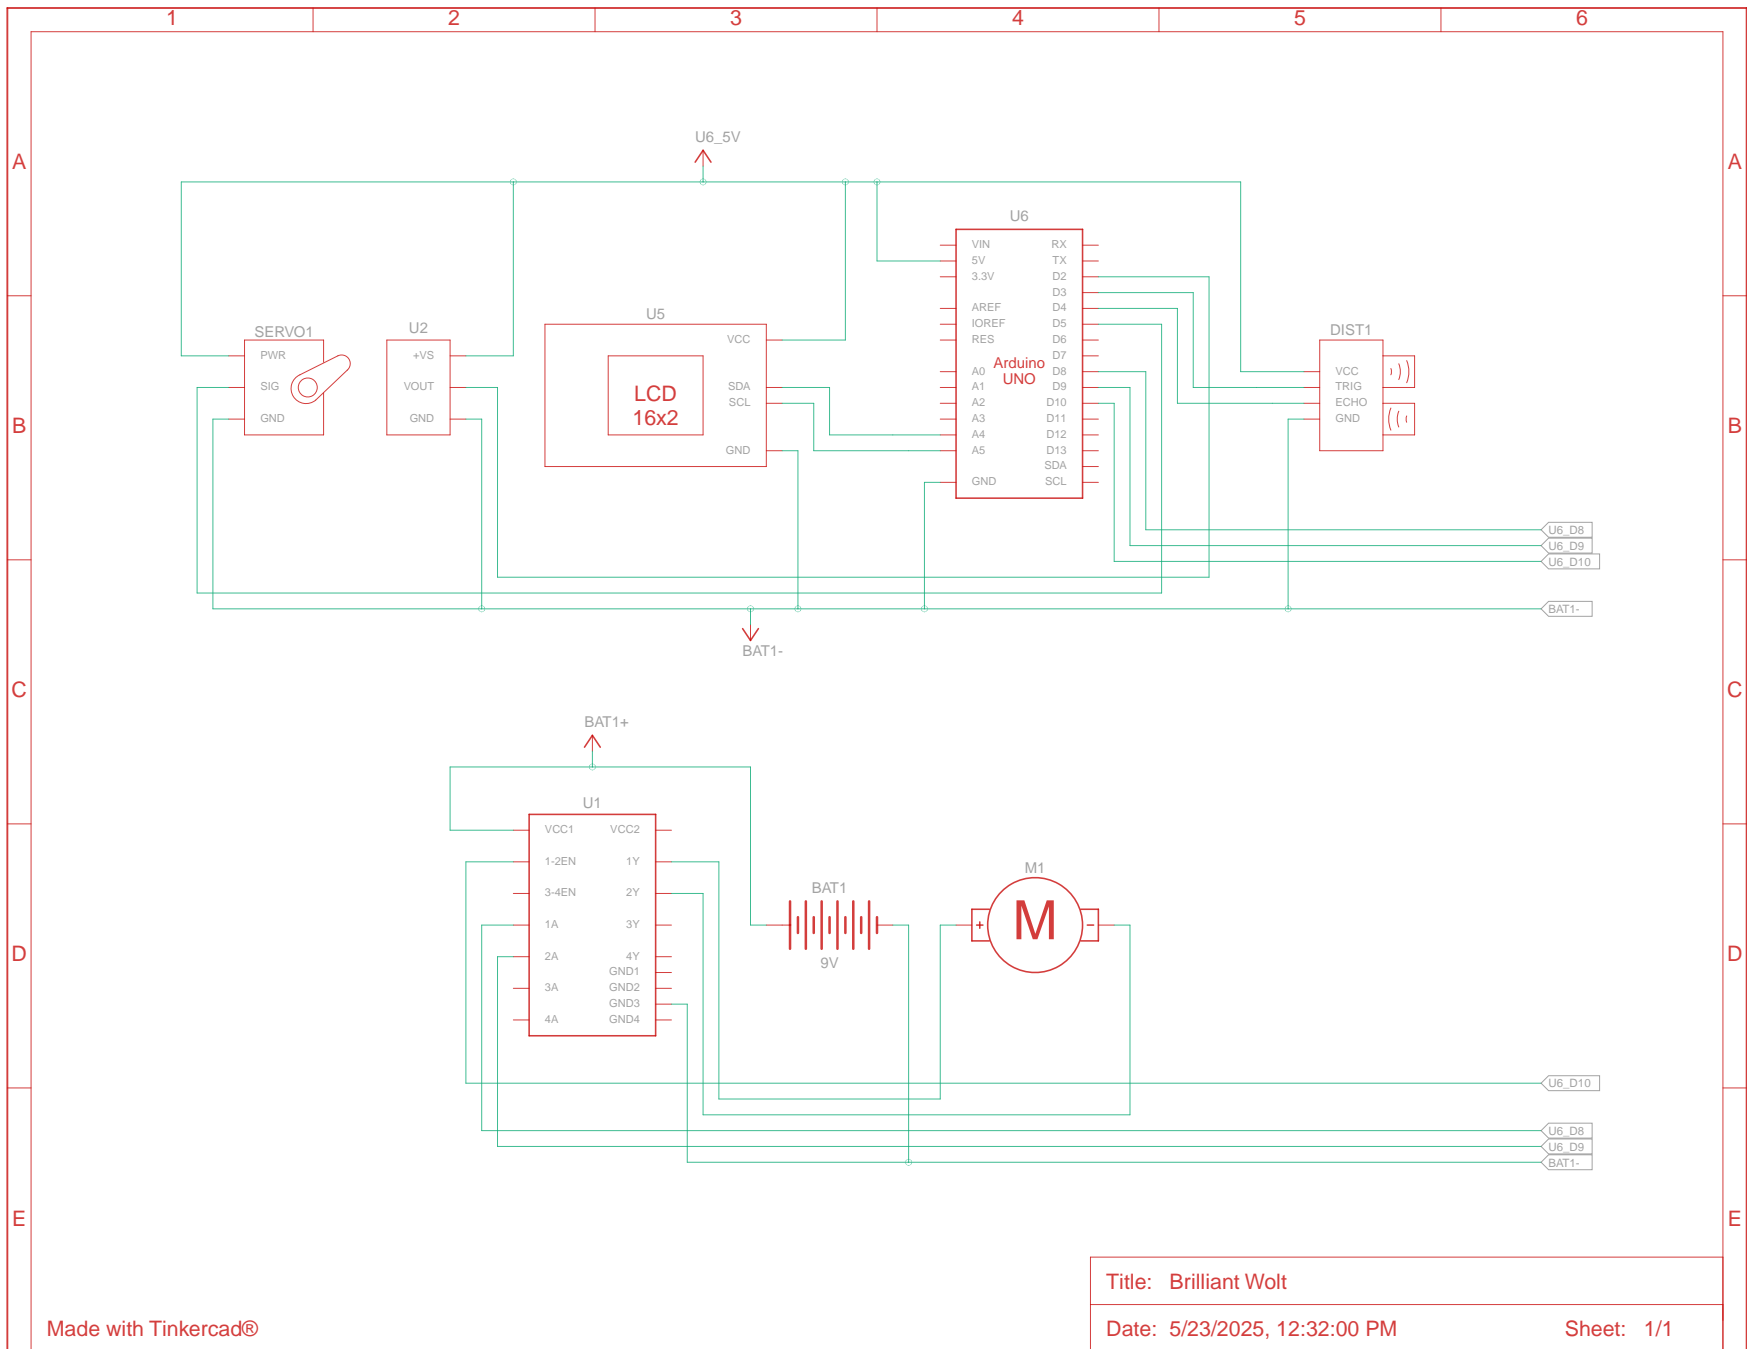 1 2 3 4 5 6
A A
U6_5V
U6
VIN RX
5V TX
3.3V D2
D3
AREF D4
IOREF D5
RES D6
D7
A0 D8
A1 D9
A2 D10
A3 D11
A4 D12
A5 D13
SDA
GND SCL
Arduino
UNO
SERVO1
PWR
SIG
GND
U2
+VS
VOUT
GND
U5
VCC
SDA
SCL
GND
LCD
16x2
DIST1
VCC
TRIG
ECHO
GND
B B
U6_D8
U6_D9
U6_D10
BAT1-
BAT1-
C C
BAT1+
U1
VCC1 VCC2
1-2EN 1Y
3-4EN 2Y
1A 3Y
2A 4Y
GND1
3A GND2
GND3
4A GND4
BAT1
9V
M1
+ M -
D D
U6_D10
U6_D8
U6_D9
BAT1-
E E
Title: Brilliant Wolt
Made with Tinkercad®
Date: 5/23/2025, 12:32:00 PM Sheet: 1/1